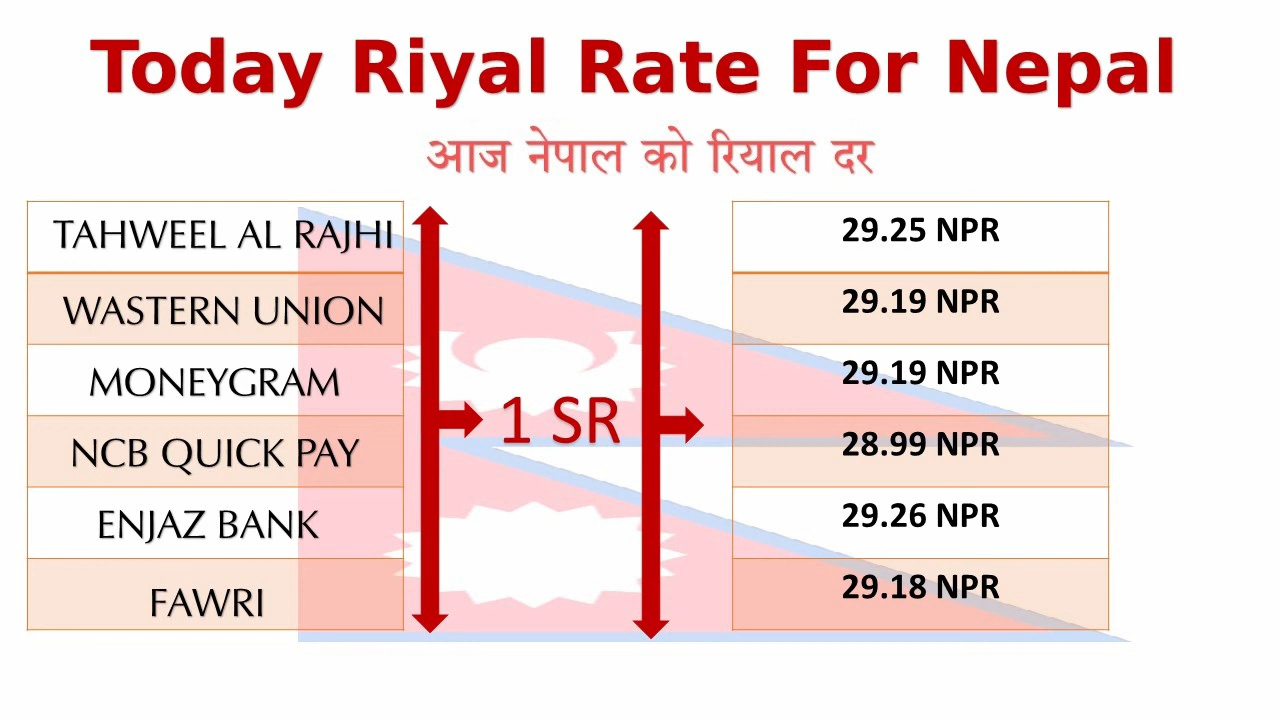 Today Riyal Rate For Nepal
आज नेपाल को रियाल दर
TAHWEEL AL RAJHI 29.25 NPR
WASTERN UNION 29.19 NPR
MONEYGRAM 29.19 NPR
1 SR
NCB QUICK PAY 28.99 NPR
ENJAZ BANK 29.26 NPR
FAWRI 29.18 NPR